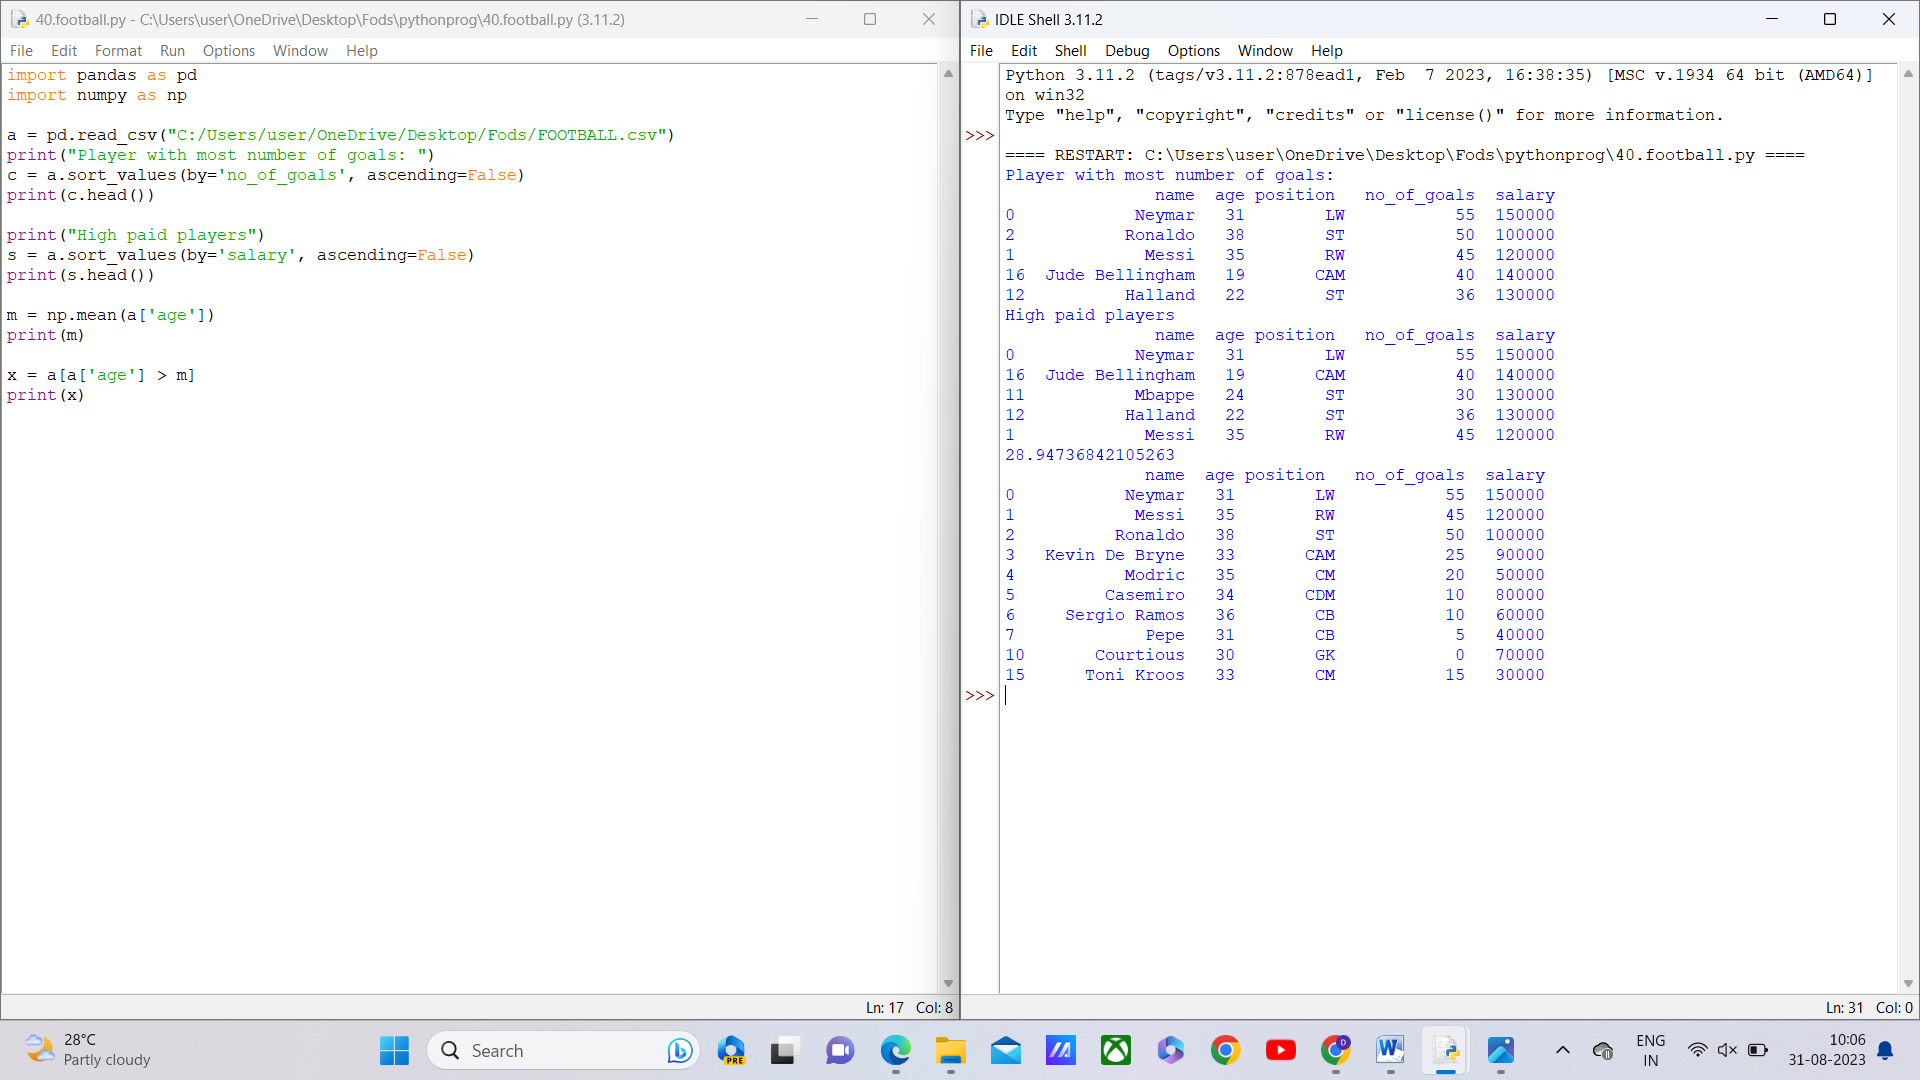 40.football.py - C:\Users\user\OneDrive\Desktop\Fods\pythonprog\40.football.py (3.11.2)
File Edit Format Run Options Window Help
import pandas as pd
import numpy as np
a = pd.read_csv("C:/Users/user/OneDrive/Desktop/Fods/FOOTBALL.csv")
print("Player with most number of goals: ")
c = a.sort_values(by='no_of_goals', ascending=False)
print(c.head())
print("High paid players")
s = a.sort_values(by='salary', ascending=False)
print(s.head())
m = np.mean(a['age'])
print(m)
x = a[a['age'] > m]
print(x)
Ln: 17 Col: 8
IDLE Shell 3.11.2
File Edit Shell Debug Options Window Help
Python 3.11.2 (tags/v3.11.2:878ead1, Feb  7 2023, 16:38:35) [MSC v.1934 64 bit (AMD64)]
on win32
Type "help", "copyright", "credits" or "license()" for more information.
>>>
==== RESTART: C:\Users\user\OneDrive\Desktop\Fods\pythonprog\40.football.py ====
Player with most number of goals:
name age position no_of_goals salary
0 Neymar 31 LW 55 150000
2 Ronaldo 38 ST 50 100000
1 Messi 35 RW 45 120000
16 Jude Bellingham 19 CAM 40 140000
12 Halland 22 ST 36 130000
High paid players
name age position no_of_goals salary
0 Neymar 31 LW 55 150000
16 Jude Bellingham 19 CAM 40 140000
11 Mbappe 24 ST 30 130000
12 Halland 22 ST 36 130000
1 Messi 35 RW 45 120000
28.94736842105263
name age position no_of_goals salary
0 Neymar 31 LW 55 150000
1 Messi 35 RW 45 120000
2 Ronaldo 38 ST 50 100000
3 Kevin De Bryne 33 CAM 25 90000
4 Modric 35 CM 20 50000
5 Casemiro 34 CDM 10 80000
6 Sergio Ramos 36 CB 10 60000
7 Pepe 31 CB 5 40000
10 Courtious 30 GK 0 70000
15 Toni Kroos 33 CM 15 30000
>>>
Ln: 31 Col: 0
28°C
Partly cloudy
Search
PRE
D
W
ENG
IN
10:06
31-08-2023